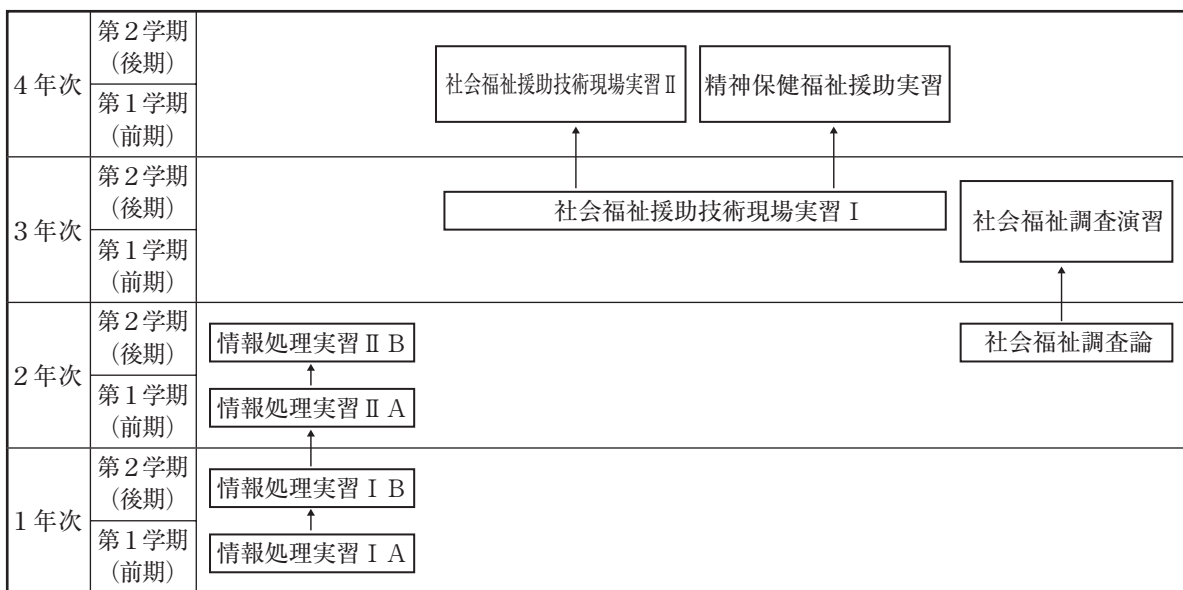 4年次
第2学期
(後期)
第1学期
(前期)
社会福祉援助技術現場実習Ⅱ
精神保健福祉援助実習
3年次
第2学期
(後期)
第1学期
(前期)
社会福祉援助技術現場実習Ⅰ
社会福祉調査演習
2年次
第2学期
(後期)
第1学期
(前期)
情報処理実習ⅡB
社会福祉調査論
情報処理実習ⅡA
1年次
第2学期
(後期)
第1学期
(前期)
情報処理実習ⅠB
情報処理実習ⅠA